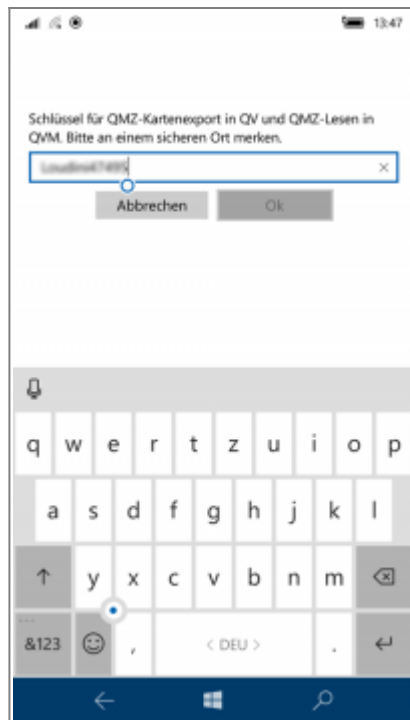 13:47
Schlüssel für QMZ-Kartenexport in QV und QMZ-Lesen in
QVM. Bitte an einem sicheren Ort merken.
Abbrechen
Ok
q w e r t z u i o p
a s d f g h j k l
y x c v b n m
&123 , < DEU > .